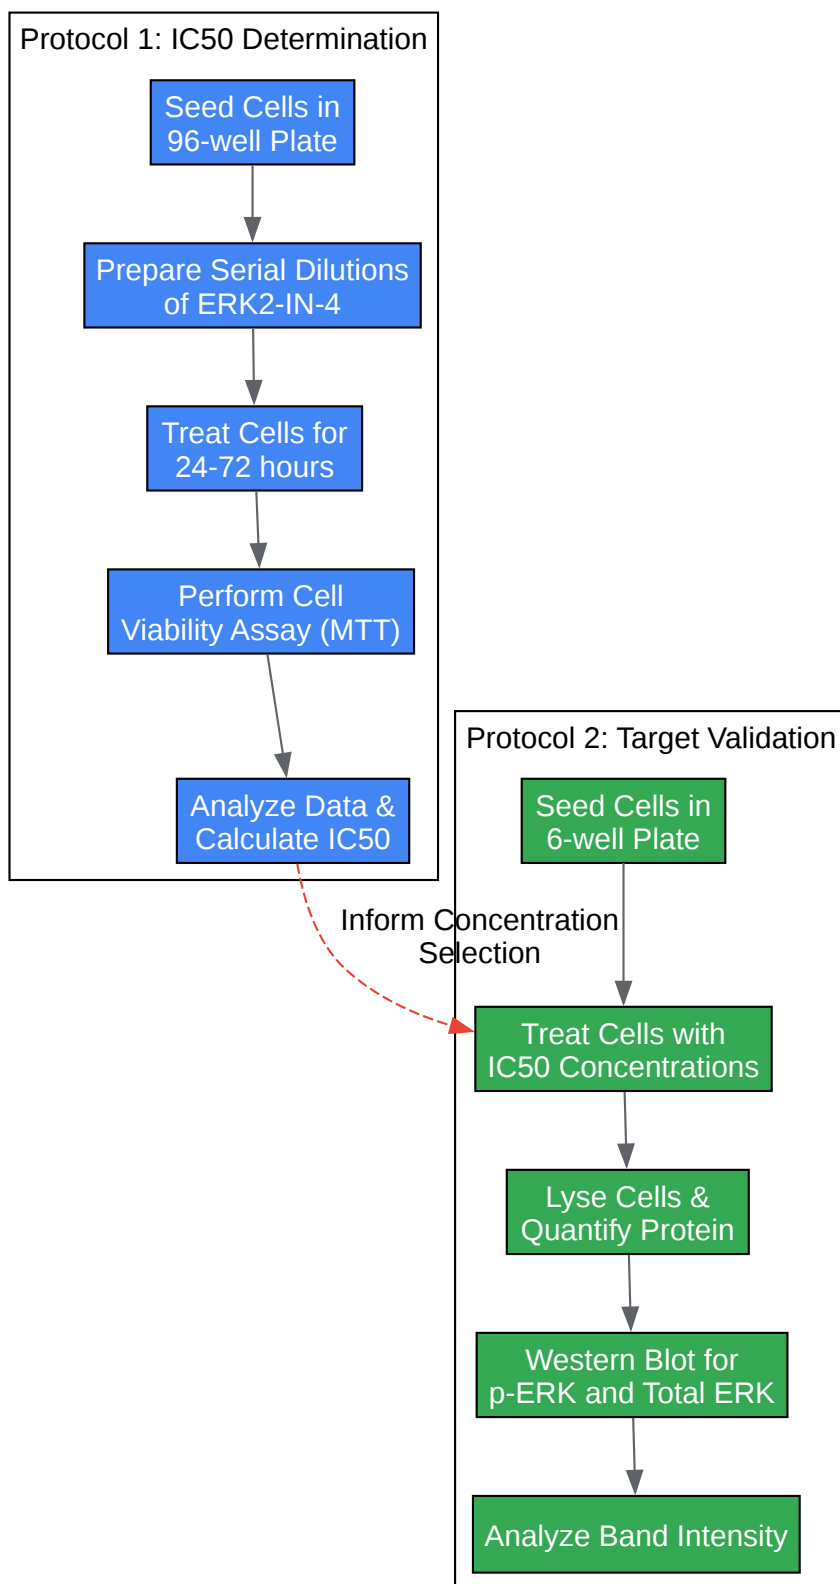 Protocol 1: IC50 Determination
Seed Cells in
96-well Plate
Prepare Serial Dilutions
of ERK2-IN-4
Treat Cells for
24-72 hours
Perform Cell
Viability Assay (MTT)
Analyze Data &
Calculate IC50
Inform Concentration
Selection
Protocol 2: Target Validation
Seed Cells in
6-well Plate
Treat Cells with
IC50 Concentrations
Lyse Cells &
Quantify Protein
Western Blot for
p-ERK and Total ERK
Analyze Band Intensity